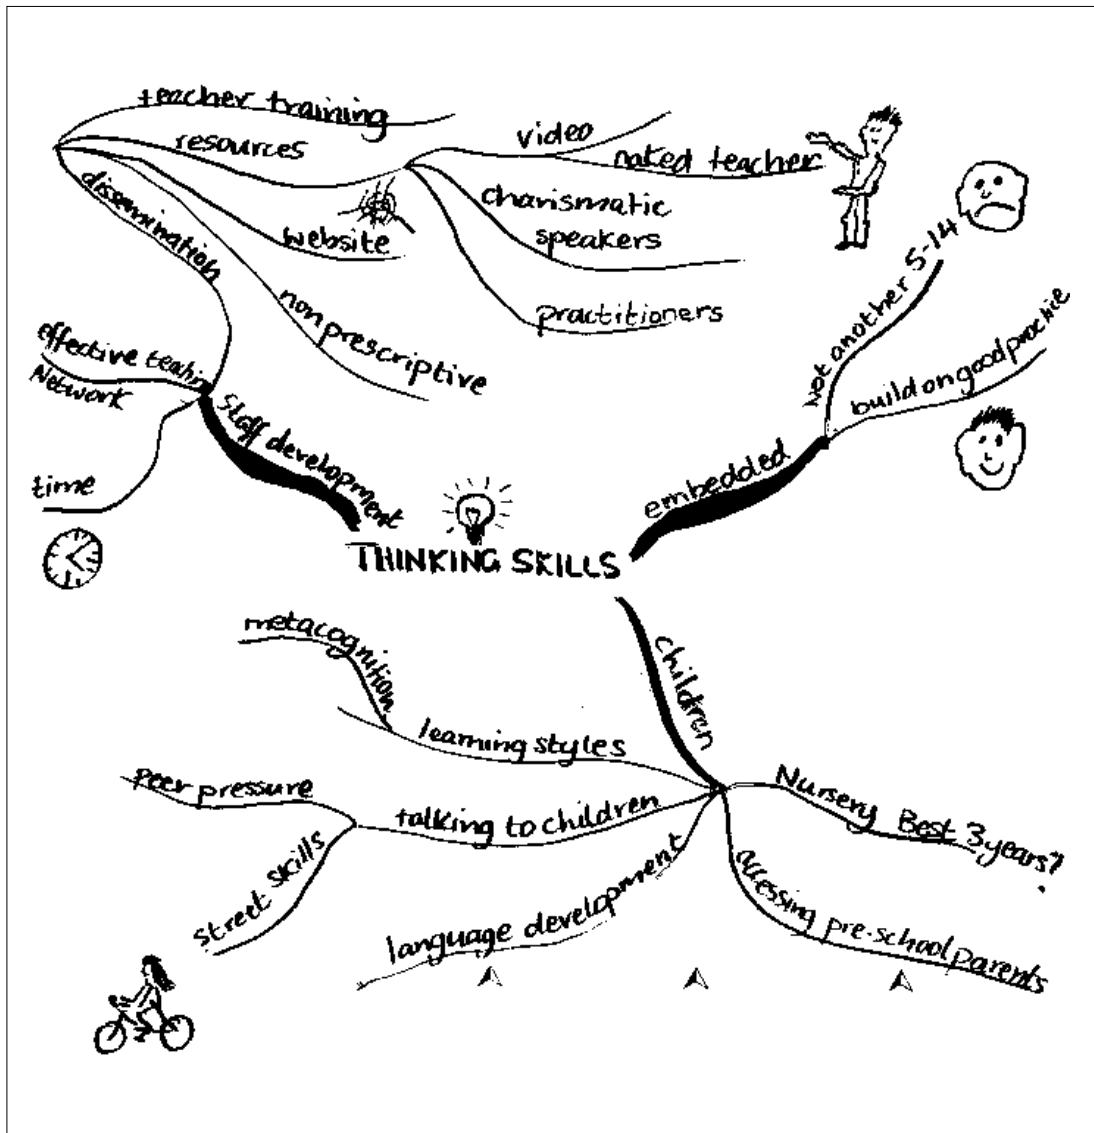 teacher training
resources
video
naked teacher
dissemination
charismatic
speakers
website
Not another 5-14
non prescriptive
practitioners
effective teaching
Network
build on good practice
staff development
embedded
time
THINKING SKILLS
metacognition
children
learning styles
peer pressure
talking to children
Nursery Best 3 years?
street skills
language development
accessing pre-school parents